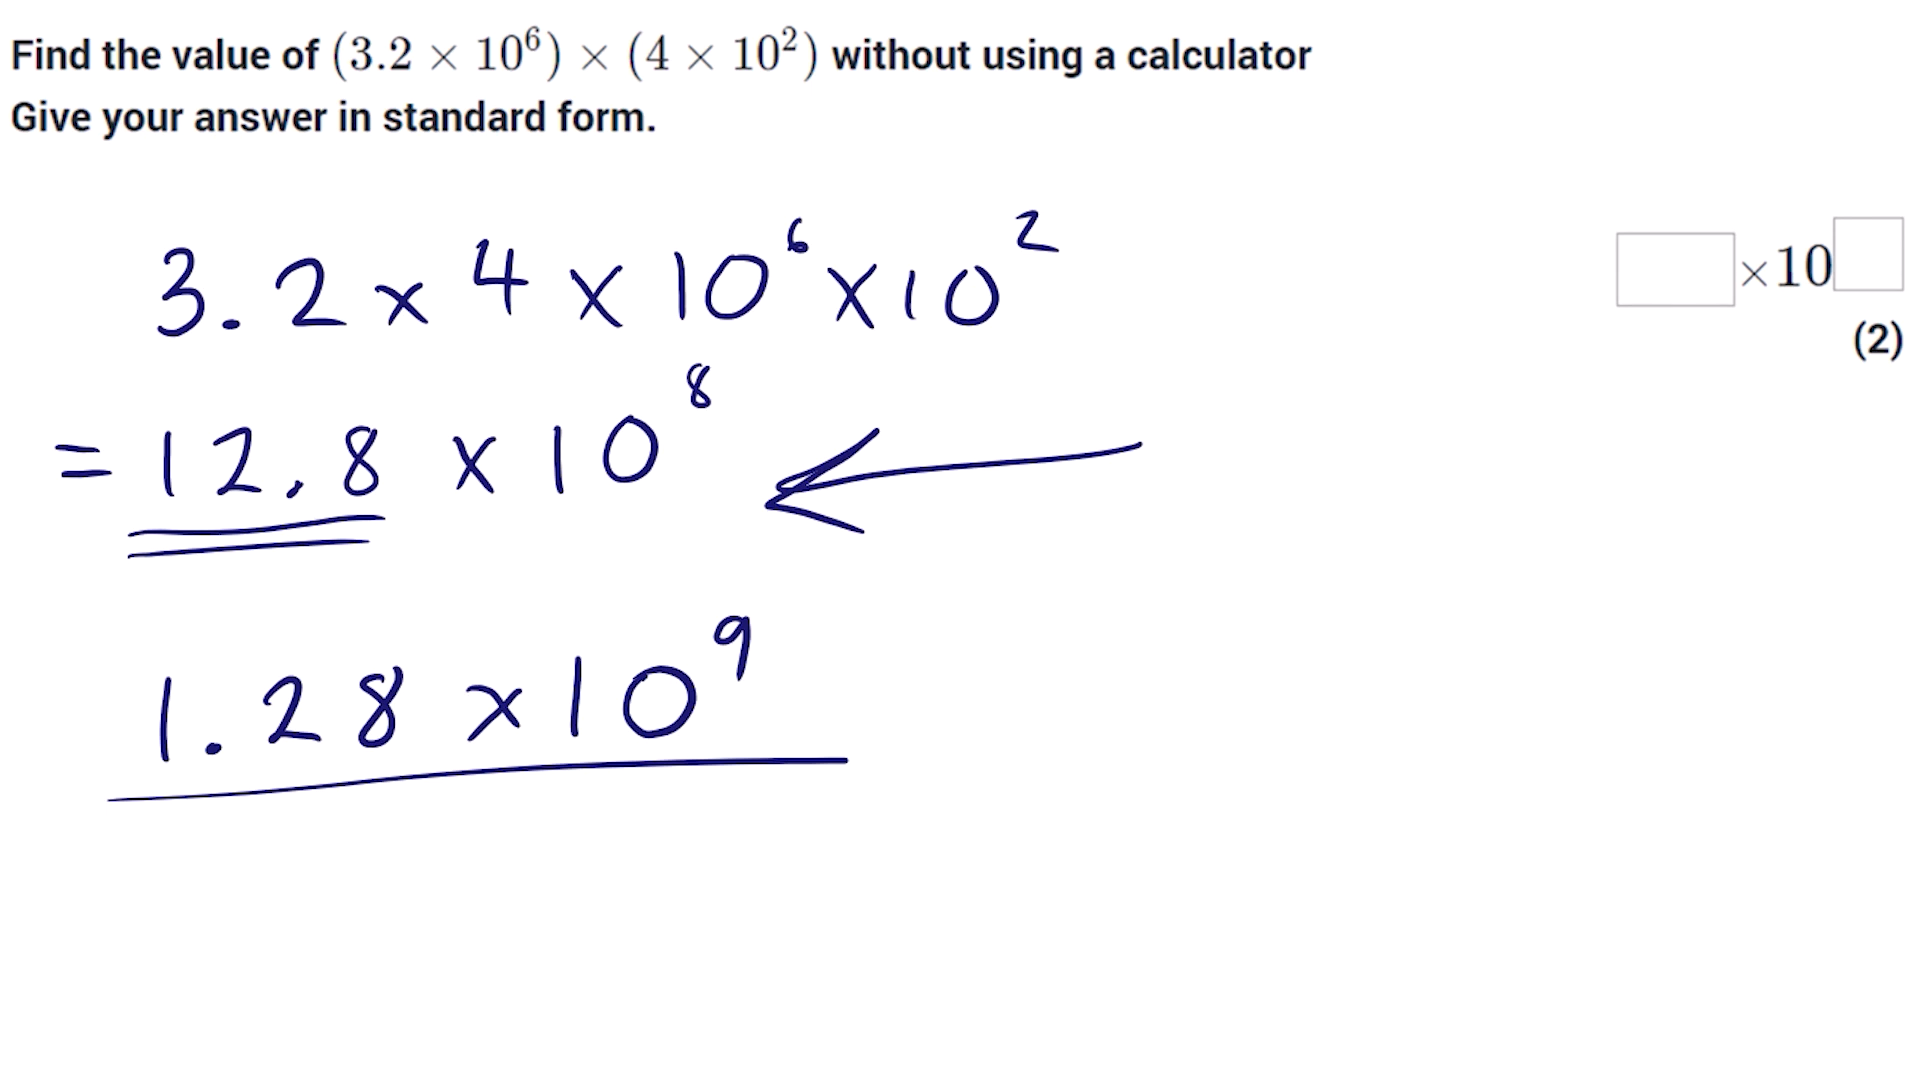 Find the value of (3.2 × 10⁶) × (4 × 10²) without using a calculator
Give your answer in standard form.
3.2 × 4 × 10⁶ × 10²
×10
(2)
= 12.8 × 10⁸
1.28 × 10⁹